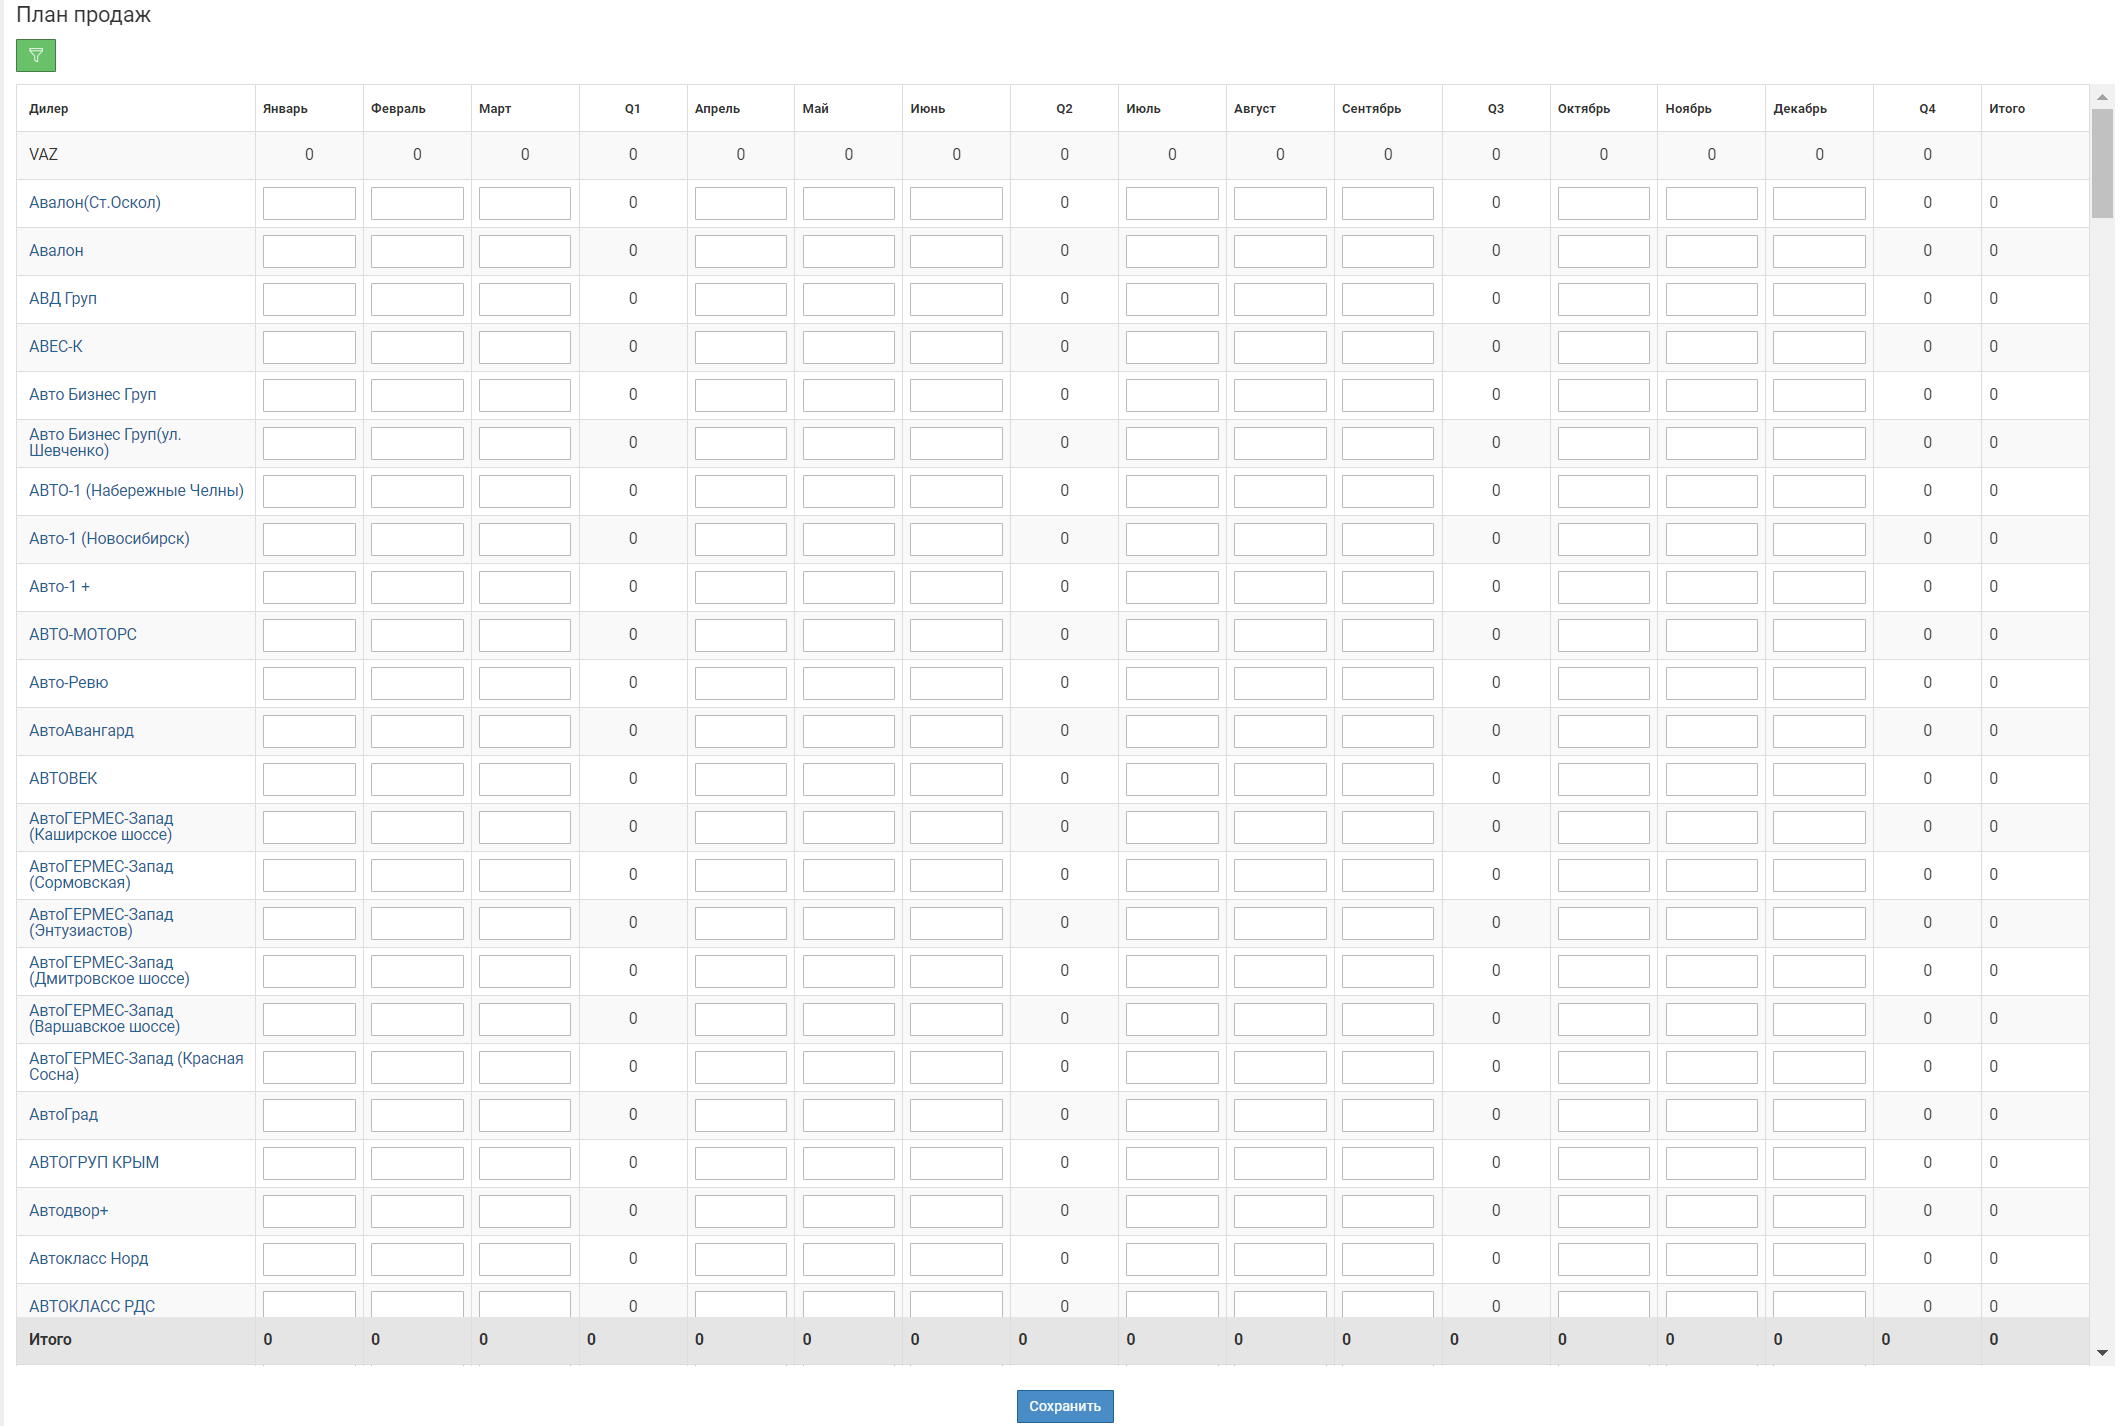 План продаж
Дилер Январь Февраль Март Q1 Апрель Май Июнь Q2 Июль Август Сентябрь Q3 Октябрь Ноябрь Декабрь Q4 Итого
VAZ 0 0 0 0 0 0 0 0 0 0 0 0 0 0 0 0
Авалон(Ст.Оскол) 0 0 0 0 0
Авалон 0 0 0 0 0
АВД Груп 0 0 0 0 0
АВЕС-К 0 0 0 0 0
Авто Бизнес Груп 0 0 0 0 0
Авто Бизнес Груп(ул.
Шевченко) 0 0 0 0 0
АВТО-1 (Набережные Челны) 0 0 0 0 0
Авто-1 (Новосибирск) 0 0 0 0 0
Авто-1 + 0 0 0 0 0
АВТО-МОТОРС 0 0 0 0 0
Авто-Ревю 0 0 0 0 0
АвтоАвангард 0 0 0 0 0
АВТОВЕК 0 0 0 0 0
АвтоГЕРМЕС-Запад
(Каширское шоссе) 0 0 0 0 0
АвтоГЕРМЕС-Запад
(Сормовская) 0 0 0 0 0
АвтоГЕРМЕС-Запад
(Энтузиастов) 0 0 0 0 0
АвтоГЕРМЕС-Запад
(Дмитровское шоссе) 0 0 0 0 0
АвтоГЕРМЕС-Запад
(Варшавское шоссе) 0 0 0 0 0
АвтоГЕРМЕС-Запад (Красная
Сосна) 0 0 0 0 0
АвтоГрад 0 0 0 0 0
АВТОГРУП КРЫМ 0 0 0 0 0
Автодвор+ 0 0 0 0 0
Автокласс Норд 0 0 0 0 0
АВТОКЛАСС РДС 0 0 0 0 0
Итого 0 0 0 0 0 0 0 0 0 0 0 0 0 0 0 0 0
Сохранить